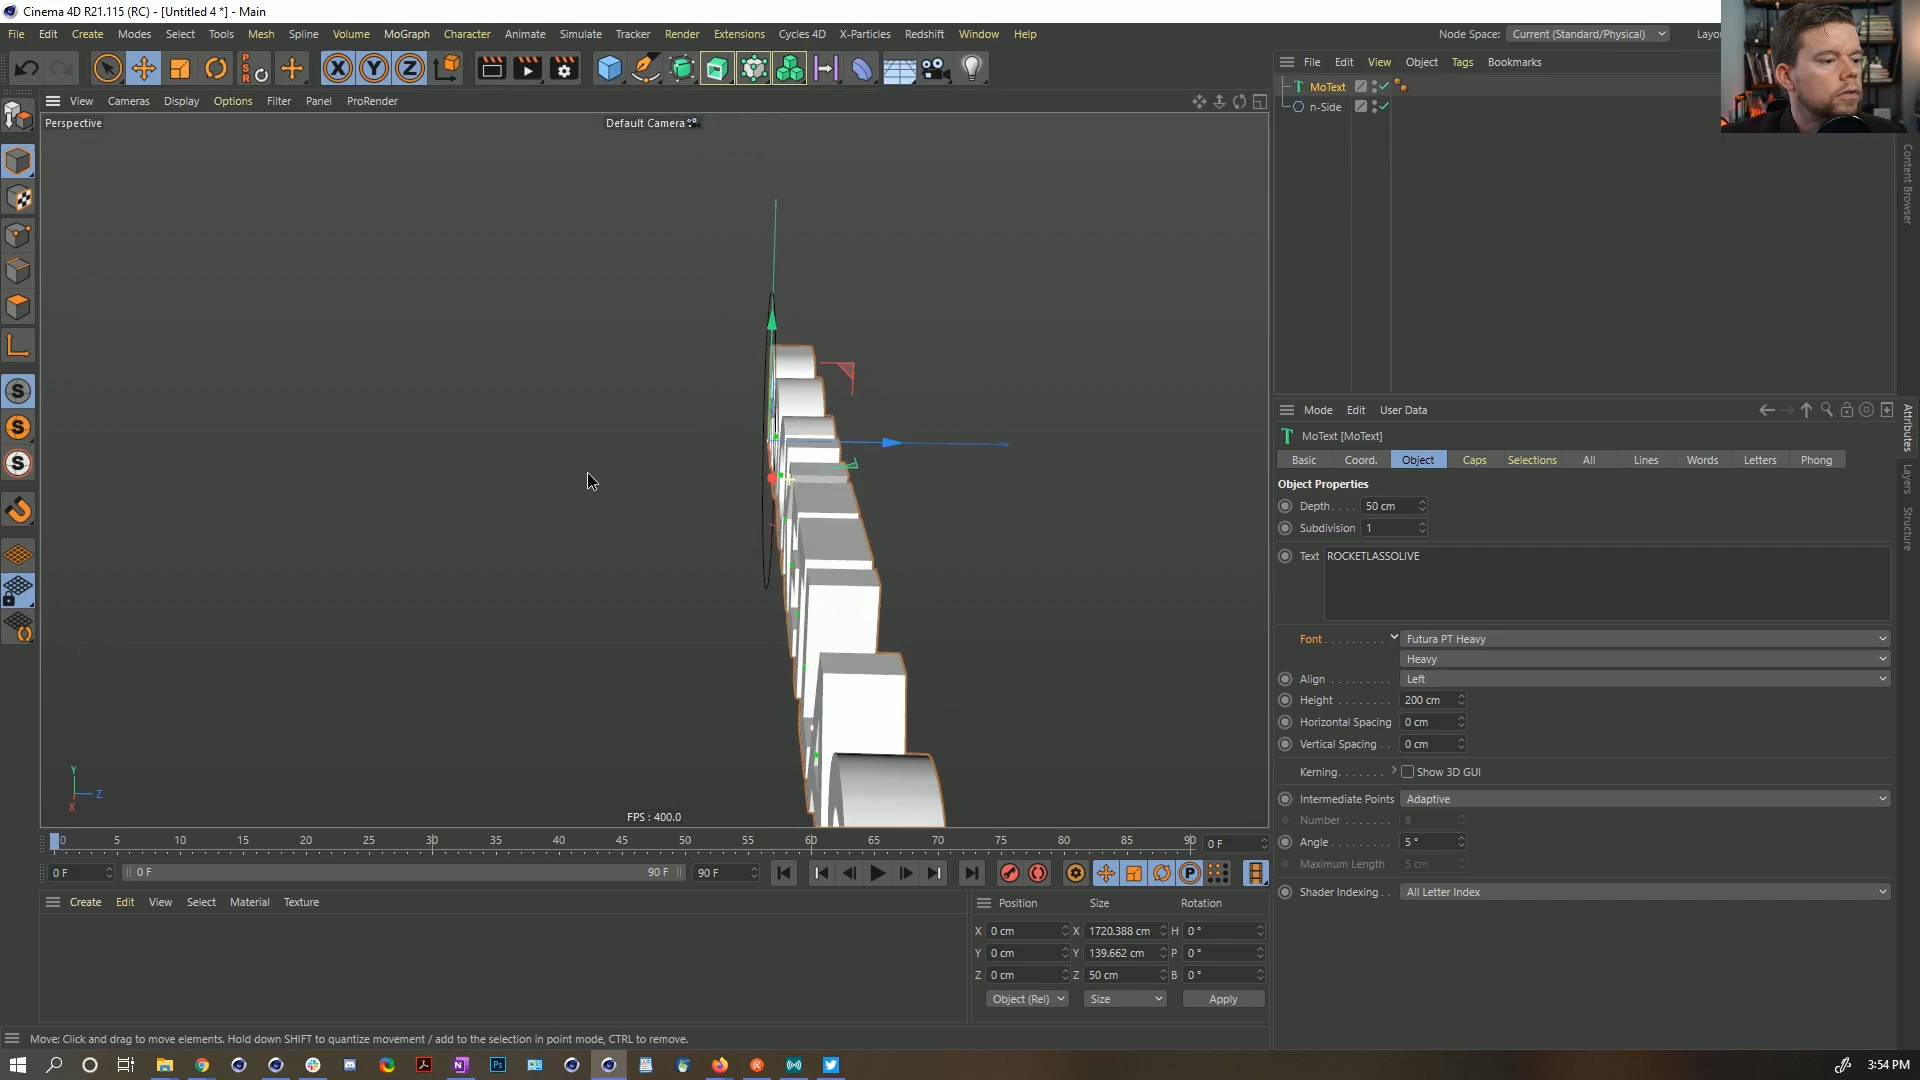 Cinema 4D R21.115 (RC) - [Untitled 4 *] - Main
File Edit Create Modes Select Tools Mesh Spline Volume MoGraph Character Animate Simulate Tracker Render Extensions Cycles 4D X-Particles Redshift Window Help
Node Space: Current (Standard/Physical) Layou
P S R
X Y Z
File Edit View Object Tags Bookmarks
View Cameras Display Options Filter Panel ProRender
MoText
n-Side
Perspective
Default Camera
Content Browser
Mode Edit User Data
MoText [MoText]
Basic Coord. Object Caps Selections All Lines Words Letters Phong
Attributes
Layers
Structure
Object Properties
Depth . . . . 50 cm
Subdivision 1
Text ROCKETLASSOLIVE
Font . . . . . . . . . Futura PT Heavy
Heavy
Align . . . . . . . . . Left
Height . . . . . . . . 200 cm
Horizontal Spacing 0 cm
Vertical Spacing . . 0 cm
Kerning . . . . . . . Show 3D GUI
Intermediate Points Adaptive
Number . . . . . . . 8
Angle . . . . . . . . . 5 °
Maximum Length 5 cm
Shader Indexing . . All Letter Index
S
S
S
Y
Z
X
FPS : 400.0
0 5 10 15 20 25 30 35 40 45 50 55 60 65 70 75 80 85 90 0 F
0 F 0 F 90 F 90 F
P
Create Edit View Select Material Texture
Position Size Rotation
X 0 cm X 1720.388 cm H 0 °
Y 0 cm Y 139.662 cm P 0 °
Z 0 cm Z 50 cm B 0 °
Object (Rel) Size Apply
Move: Click and drag to move elements. Hold down SHIFT to quantize movement / add to the selection in point mode, CTRL to remove.
N Ps
3:54 PM